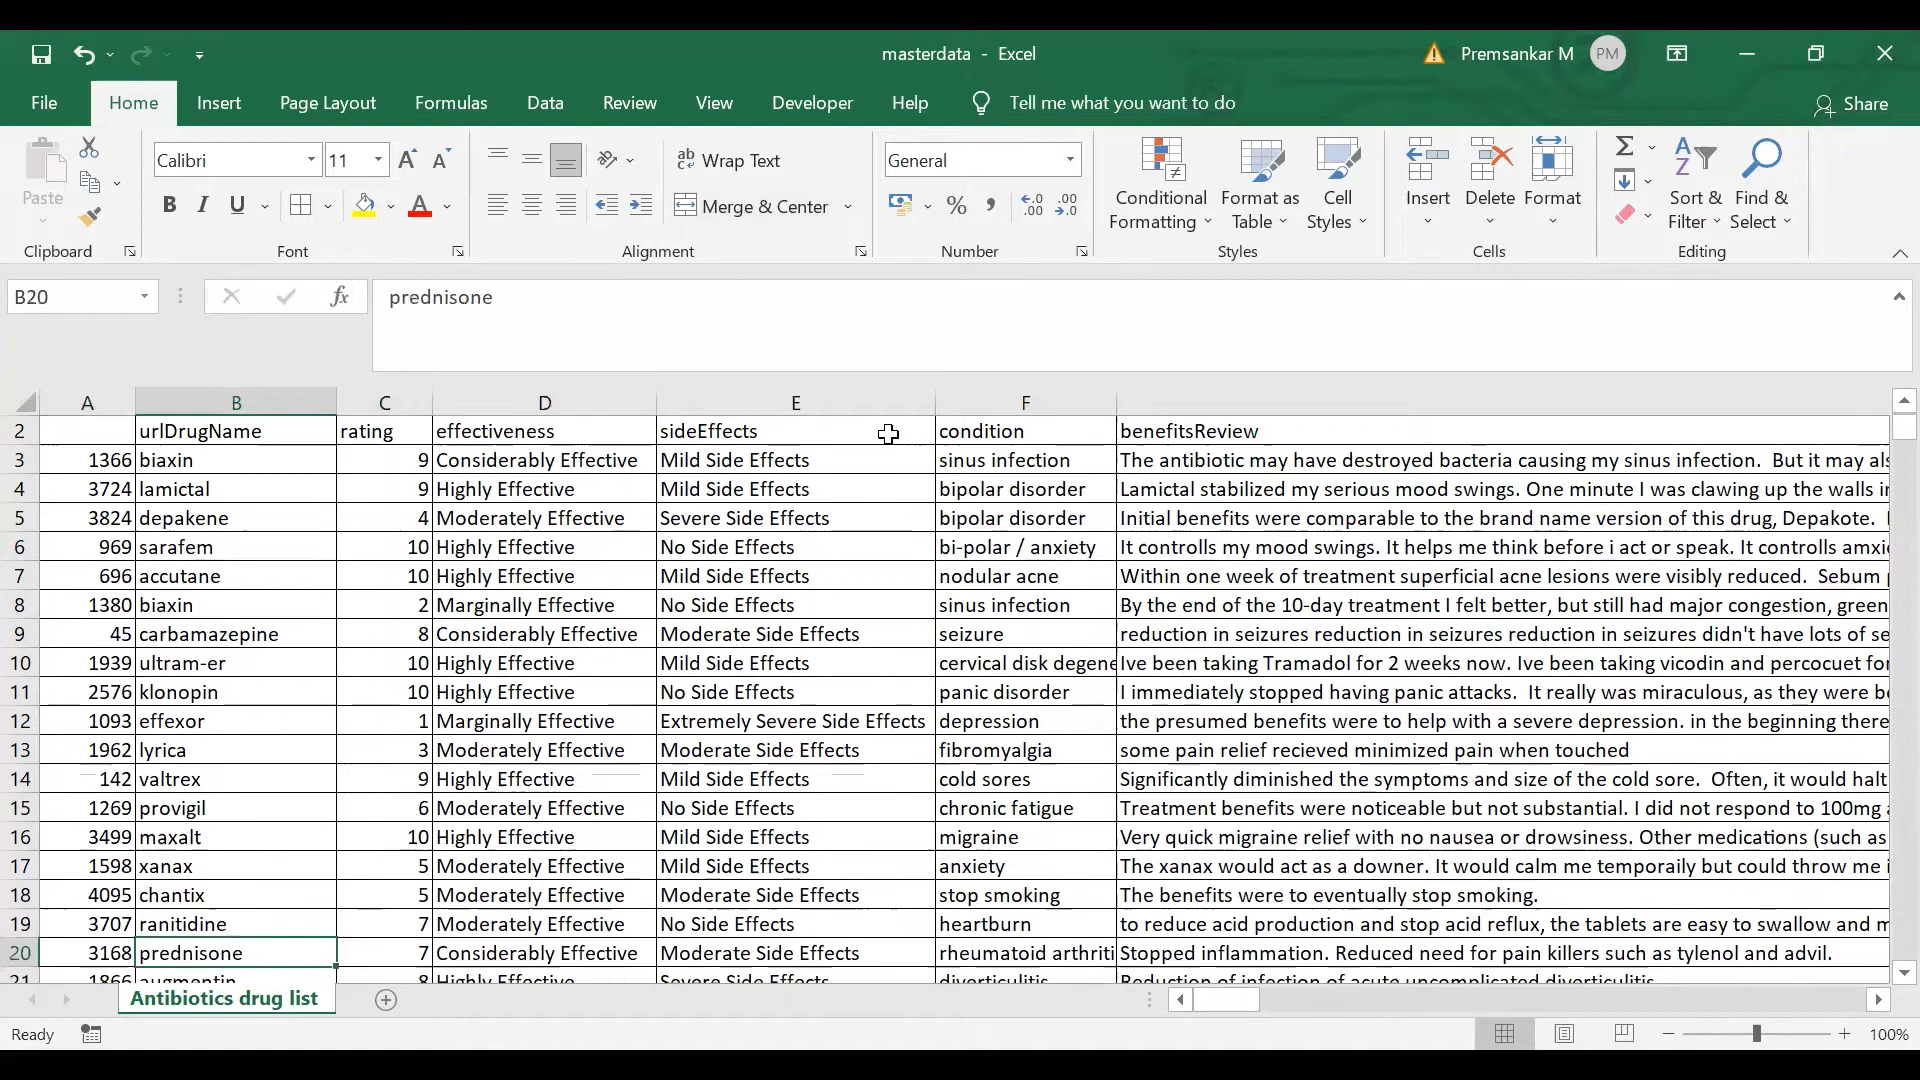 masterdata - Excel
Premsankar M PM
File Home Insert Page Layout Formulas Data Review View Developer Help Tell me what you want to do Share
Paste
Clipboard
Calibri 11 A A
B I U A
Font
ab Wrap Text
Merge & Center
Alignment
General
% , .00 .00
Number
Conditional Formatting
Format as Table
Cell Styles
Styles
Insert Delete Format
Cells
Sort & Filter
Find & Select
Editing
B20 fx prednisone
A B C D E F
2 urlDrugName rating effectiveness sideEffects condition benefitsReview
3 1366 biaxin 9 Considerably Effective Mild Side Effects sinus infection The antibiotic may have destroyed bacteria causing my sinus infection. But it may als
4 3724 lamictal 9 Highly Effective Mild Side Effects bipolar disorder Lamictal stabilized my serious mood swings. One minute I was clawing up the walls in
5 3824 depakene 4 Moderately Effective Severe Side Effects bipolar disorder Initial benefits were comparable to the brand name version of this drug, Depakote.
6 969 sarafem 10 Highly Effective No Side Effects bi-polar / anxiety It controlls my mood swings. It helps me think before i act or speak. It controlls amxi
7 696 accutane 10 Highly Effective Mild Side Effects nodular acne Within one week of treatment superficial acne lesions were visibly reduced. Sebum p
8 1380 biaxin 2 Marginally Effective No Side Effects sinus infection By the end of the 10-day treatment I felt better, but still had major congestion, green
9 45 carbamazepine 8 Considerably Effective Moderate Side Effects seizure reduction in seizures reduction in seizures reduction in seizures didn't have lots of se
10 1939 ultram-er 10 Highly Effective Mild Side Effects cervical disk degene Ive been taking Tramadol for 2 weeks now. Ive been taking vicodin and percocuet for
11 2576 klonopin 10 Highly Effective No Side Effects panic disorder I immediately stopped having panic attacks. It really was miraculous, as they were be
12 1093 effexor 1 Marginally Effective Extremely Severe Side Effects depression the presumed benefits were to help with a severe depression. in the beginning there
13 1962 lyrica 3 Moderately Effective Moderate Side Effects fibromyalgia some pain relief recieved minimized pain when touched
14 142 valtrex 9 Highly Effective Mild Side Effects cold sores Significantly diminished the symptoms and size of the cold sore. Often, it would halt
15 1269 provigil 6 Moderately Effective No Side Effects chronic fatigue Treatment benefits were noticeable but not substantial. I did not respond to 100mg a
16 3499 maxalt 10 Highly Effective Mild Side Effects migraine Very quick migraine relief with no nausea or drowsiness. Other medications (such as
17 1598 xanax 5 Moderately Effective Mild Side Effects anxiety The xanax would act as a downer. It would calm me temporaily but could throw me i
18 4095 chantix 5 Moderately Effective Moderate Side Effects stop smoking The benefits were to eventually stop smoking.
19 3707 ranitidine 7 Moderately Effective No Side Effects heartburn to reduce acid production and stop acid reflux, the tablets are easy to swallow and m
20 3168 prednisone 7 Considerably Effective Moderate Side Effects rheumatoid arthriti Stopped inflammation. Reduced need for pain killers such as tylenol and advil.
21 1866 augmentin 8 Highly Effective Severe Side Effects diverticulitis Reduction of infection of acute uncomplicated diverticulitis
Antibiotics drug list
Ready 100%